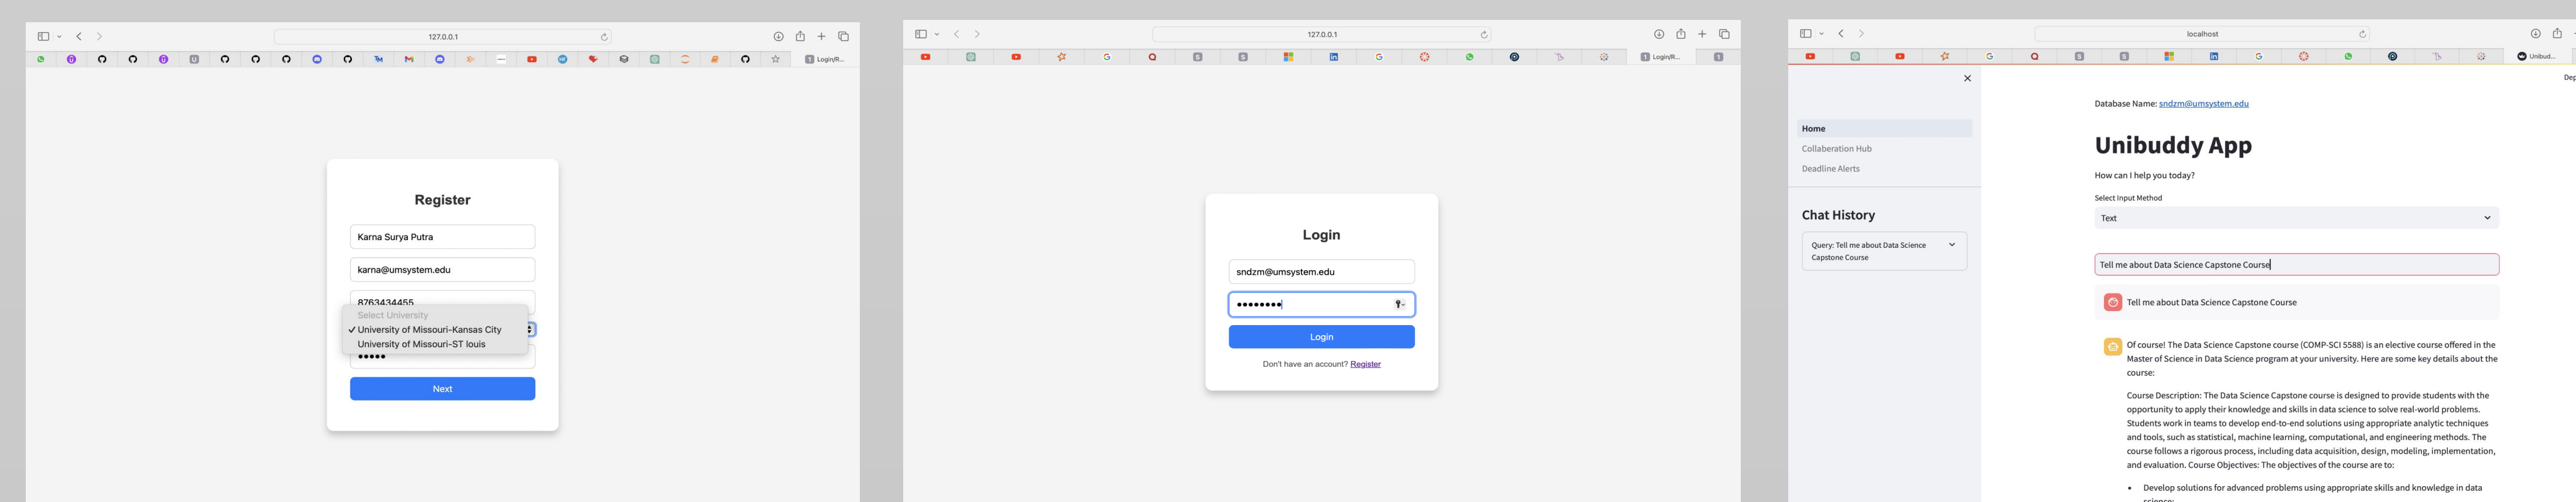 127.0.0.1
1 Login/R...
Register
Karna Surya Putra
karna@umsystem.edu
8763434455
Select University
✓ University of Missouri-Kansas City
University of Missouri-ST louis
•••••
Next
127.0.0.1
1 Login/R...
1
Login
sndzm@umsystem.edu
••••••••
Login
Don't have an account? Register
localhost
Unibud...
Dep
Home
Collaberation Hub
Deadline Alerts
Chat History
Query: Tell me about Data Science
Capstone Course
Database Name: sndzm@umsystem.edu
Unibuddy App
How can I help you today?
Select Input Method
Text
Tell me about Data Science Capstone Course
Tell me about Data Science Capstone Course
Of course! The Data Science Capstone course (COMP-SCI 5588) is an elective course offered in the
Master of Science in Data Science program at your university. Here are some key details about the
course:
Course Description: The Data Science Capstone course is designed to provide students with the
opportunity to apply their knowledge and skills in data science to solve real-world problems.
Students work in teams to develop end-to-end solutions using appropriate analytic techniques
and tools, such as statistical, machine learning, computational, and engineering methods. The
course follows a rigorous process, including data acquisition, design, modeling, implementation,
and evaluation. Course Objectives: The objectives of the course are to:
• Develop solutions for advanced problems using appropriate skills and knowledge in data
science;